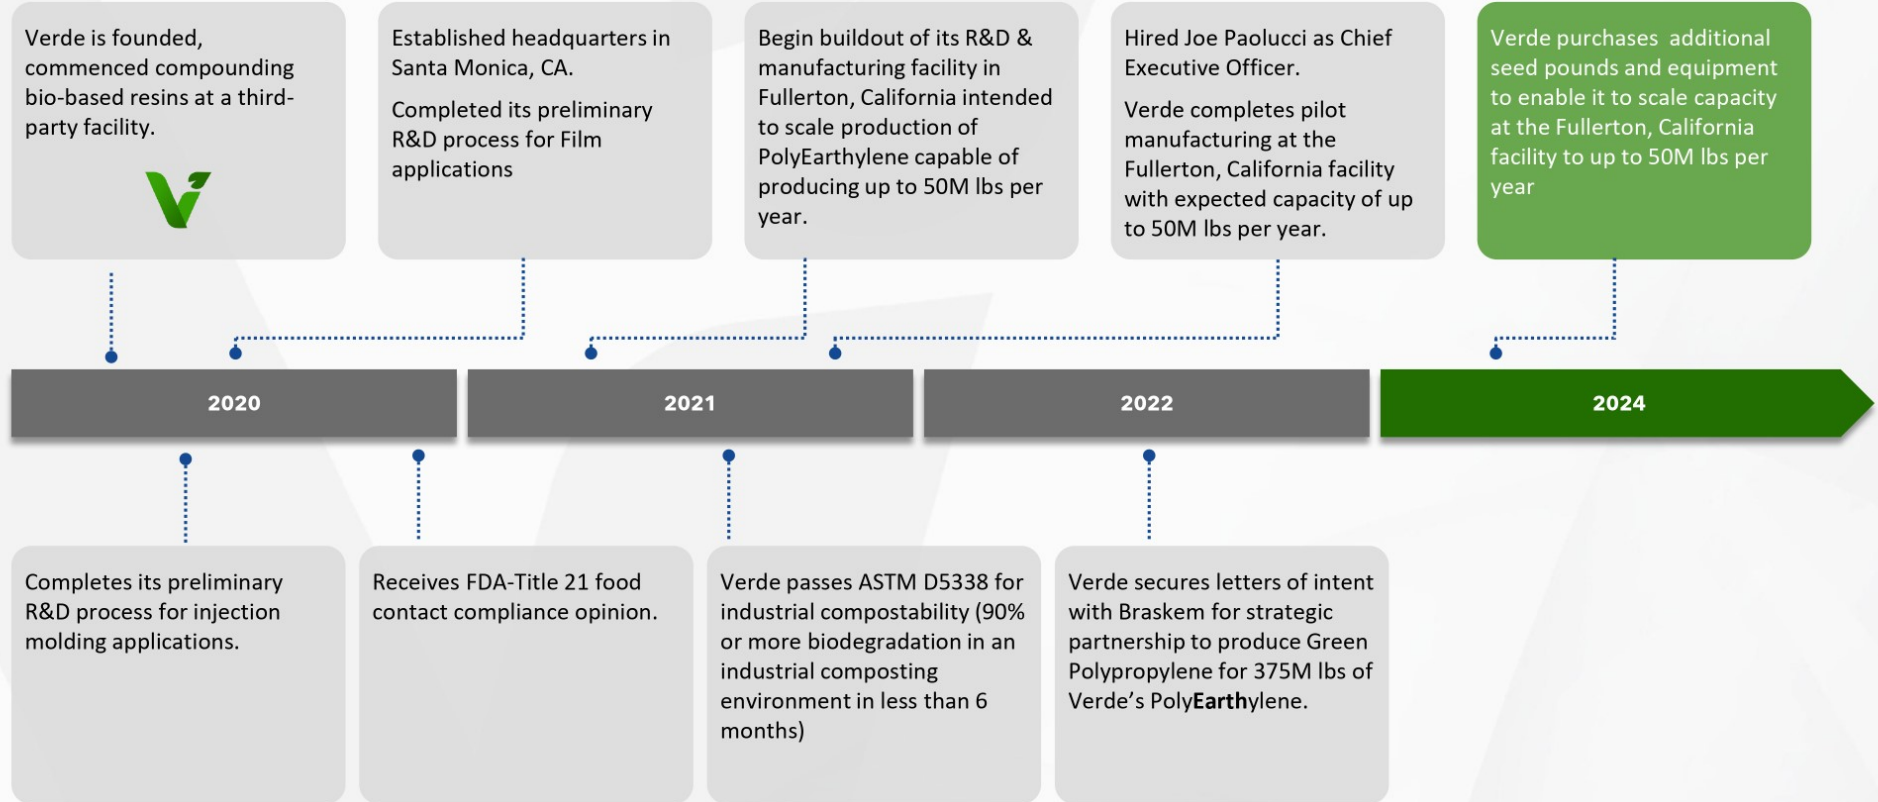 Verde is founded,
commenced compounding
bio-based resins at a third-
party facility.
Established headquarters in
Santa Monica, CA.
Completed its preliminary
R&D process for Film
applications
Begin buildout of its R&D &
manufacturing facility in
Fullerton, California intended
to scale production of
PolyEarthylene capable of
producing up to 50M lbs per
year.
Hired Joe Paolucci as Chief
Executive Officer.
Verde completes pilot
manufacturing at the
Fullerton, California facility
with expected capacity of up
to 50M lbs per year.
Verde purchases  additional
seed pounds and equipment
to enable it to scale capacity
at the Fullerton, California
facility to up to 50M lbs per
year
2020
2021
2022
2024
Completes its preliminary
R&D process for injection
molding applications.
Receives FDA-Title 21 food
contact compliance opinion.
Verde passes ASTM D5338 for
industrial compostability (90%
or more biodegradation in an
industrial composting
environment in less than 6
months)
Verde secures letters of intent
with Braskem for strategic
partnership to produce Green
Polypropylene for 375M lbs of
Verde’s PolyEarthylene.